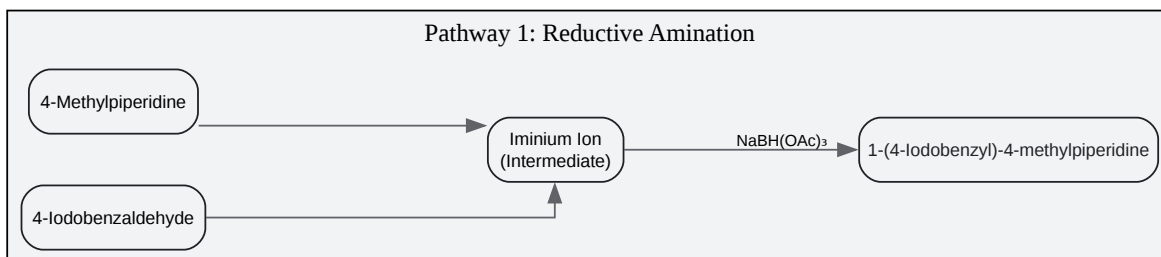 Pathway 1: Reductive Amination
4-Methylpiperidine
Iminium Ion
(Intermediate)
NaBH(OAc)₃
1-(4-Iodobenzyl)-4-methylpiperidine
4-Iodobenzaldehyde